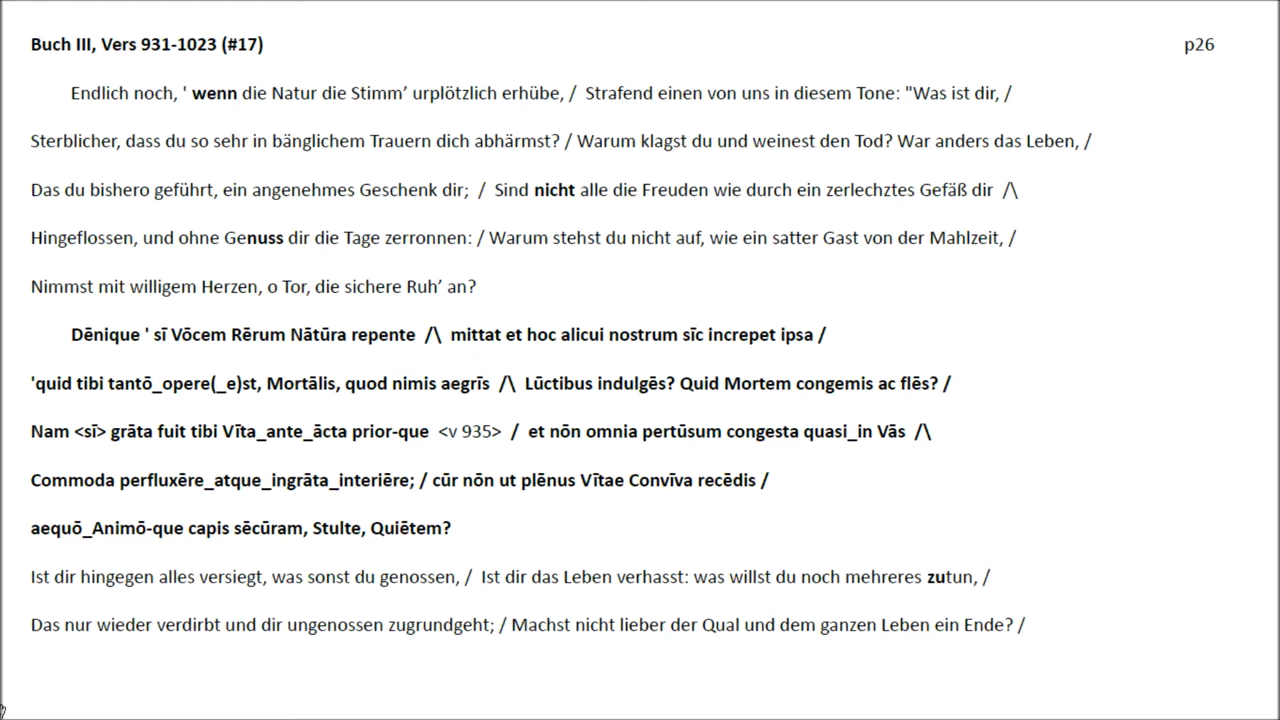 Buch III, Vers 931-1023 (#17) p26
Endlich noch, ' wenn die Natur die Stimm’ urplötzlich erhübe, / Strafend einen von uns in diesem Tone: "Was ist dir, /
Sterblicher, dass du so sehr in bänglichem Trauern dich abhärmst? / Warum klagst du und weinest den Tod? War anders das Leben, /
Das du bishero geführt, ein angenehmes Geschenk dir; / Sind nicht alle die Freuden wie durch ein zerlechztes Gefäß dir /\
Hingeflossen, und ohne Genuss dir die Tage zerronnen: / Warum stehst du nicht auf, wie ein satter Gast von der Mahlzeit, /
Nimmst mit willigem Herzen, o Tor, die sichere Ruh’ an?
Dēnique ' sī Vōcem Rērum Nātūra repente /\ mittat et hoc alicui nostrum sīc increpet ipsa /
'quid tibi tantō_opere(_e)st, Mortālis, quod nimis aegrīs /\ Lūctibus indulgēs? Quid Mortem congemis ac flēs? /
Nam <sī> grāta fuit tibi Vīta_ante_ācta prior-que <v 935> / et nōn omnia pertūsum congesta quasi_in Vās /\
Commoda perfluxēre_atque_ingrāta_interiēre; / cūr nōn ut plēnus Vītae Convīva recēdis /
aequō_Animō-que capis sēcūram, Stulte, Quiētem?
Ist dir hingegen alles versiegt, was sonst du genossen, / Ist dir das Leben verhasst: was willst du noch mehreres zutun, /
Das nur wieder verdirbt und dir ungenossen zugrundgeht; / Machst nicht lieber der Qual und dem ganzen Leben ein Ende? /